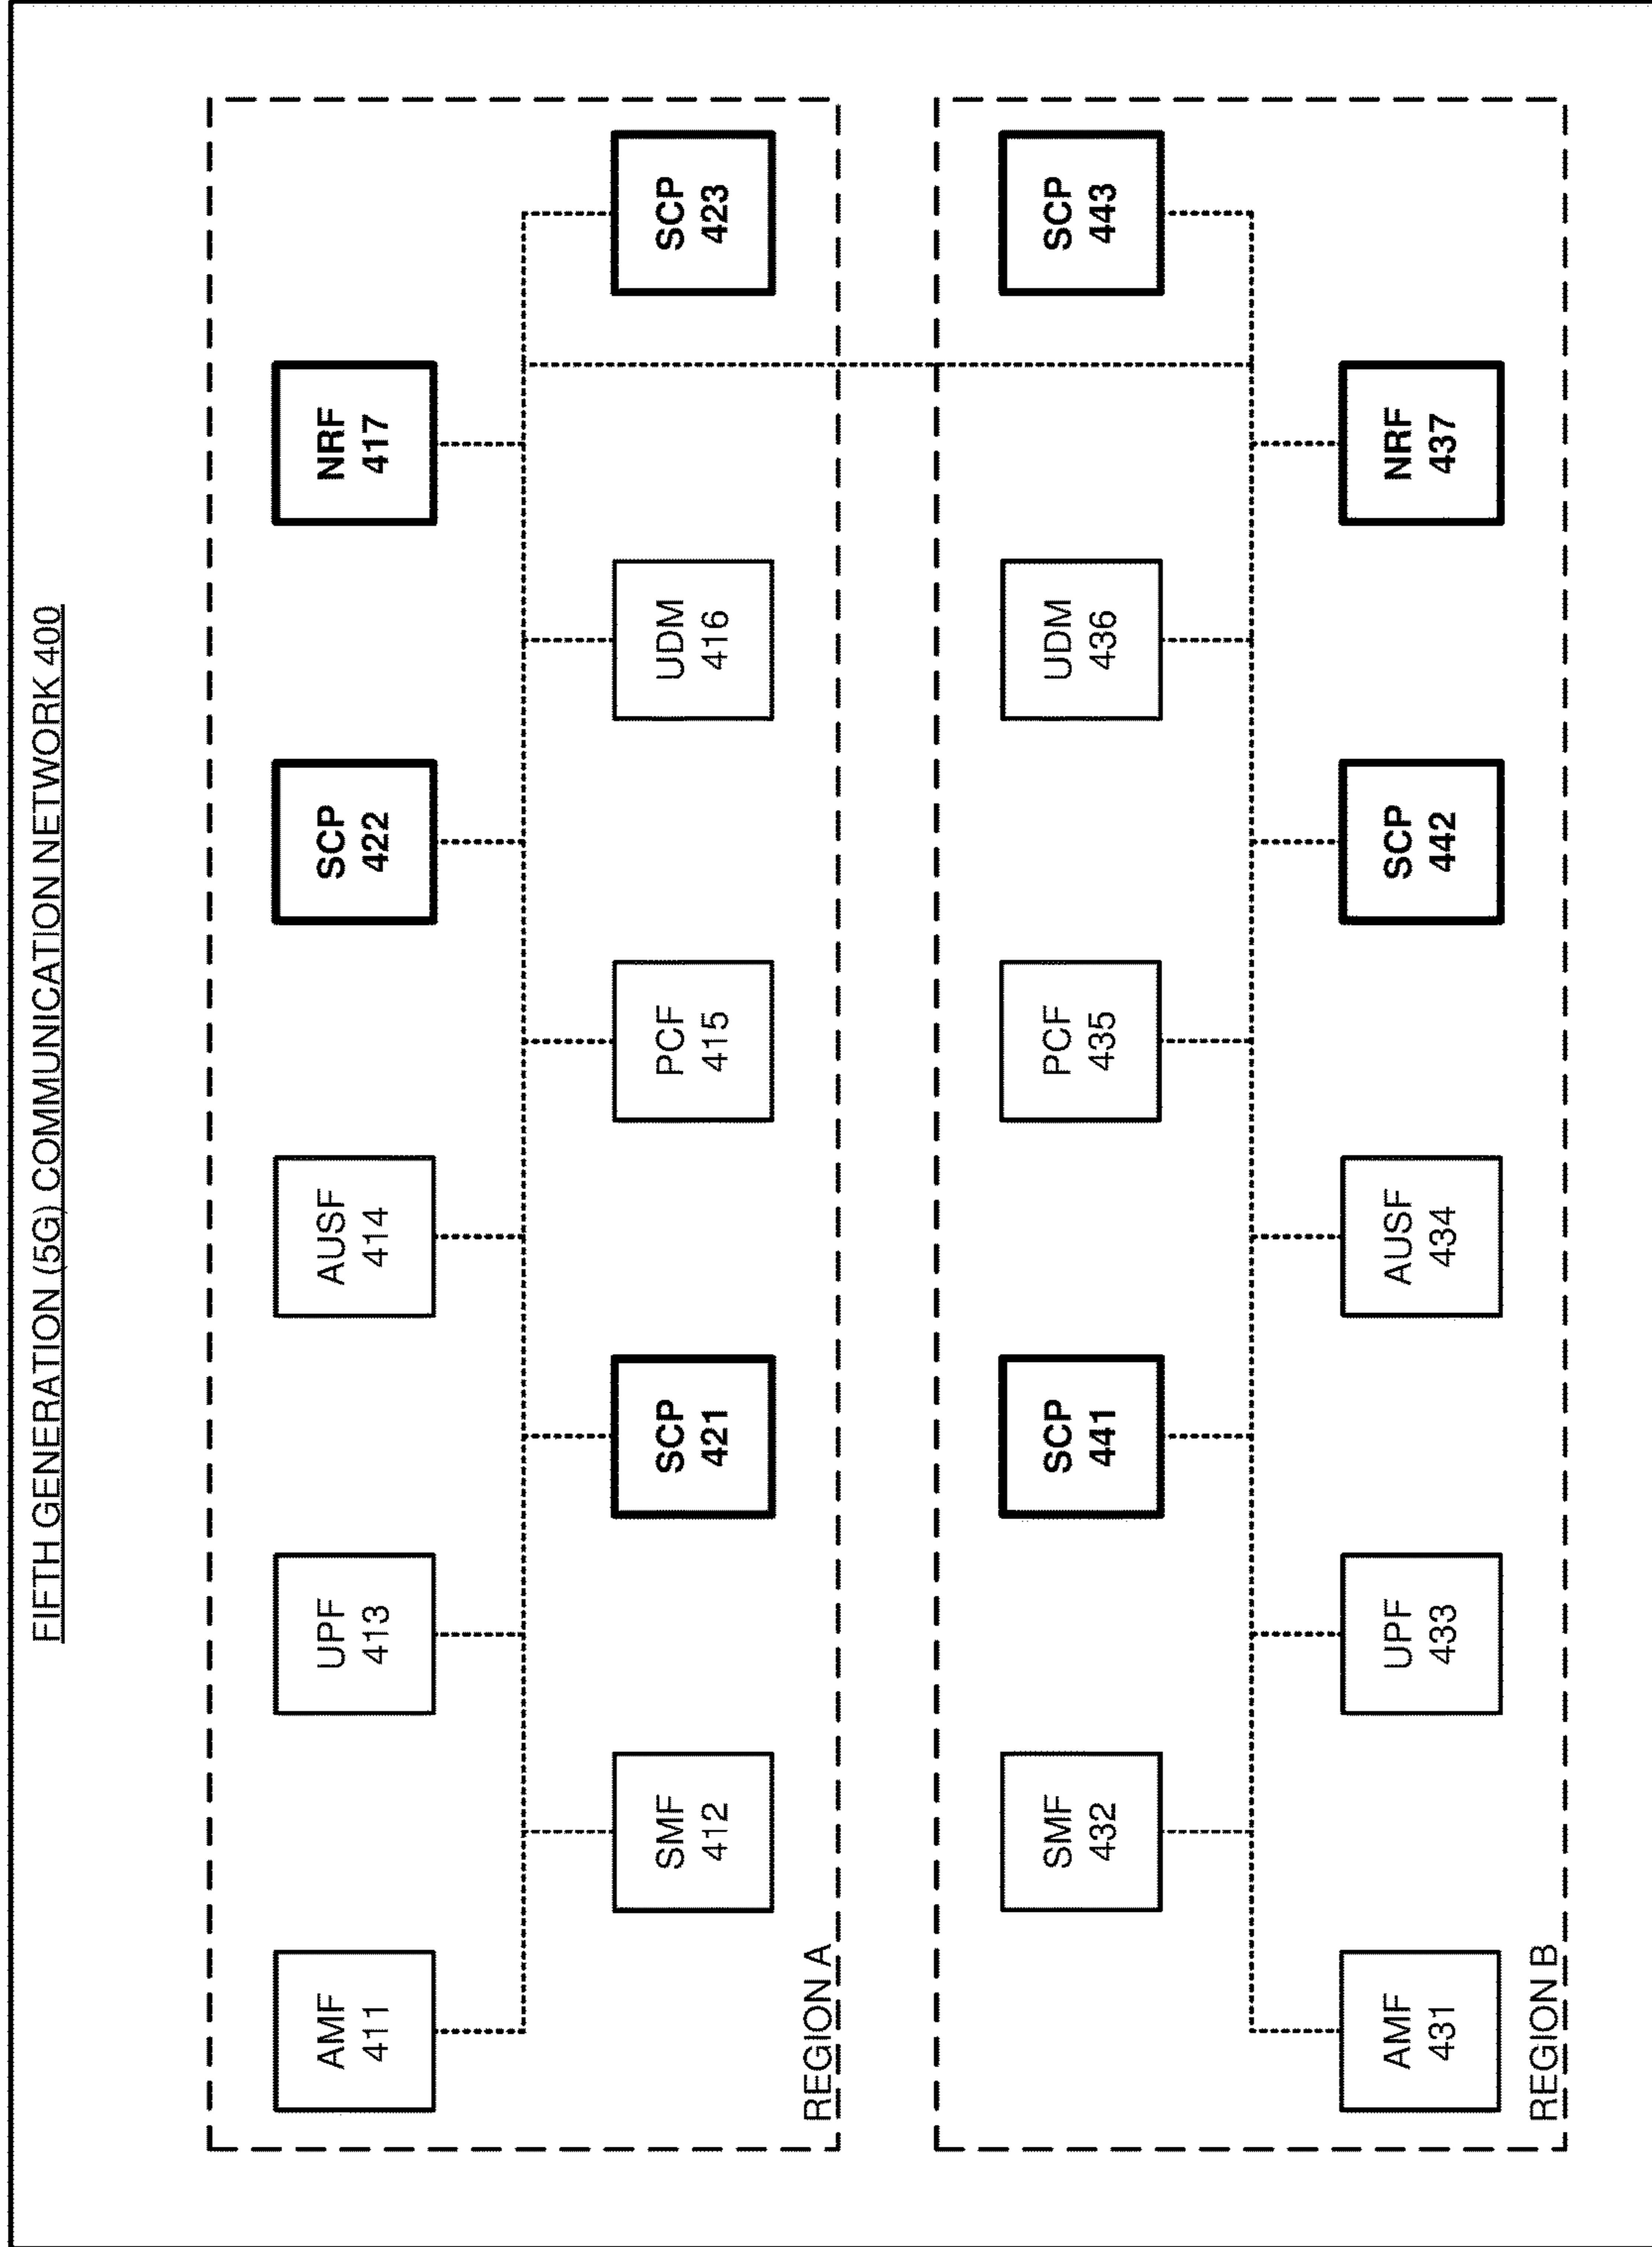 FIFTH GENERATION (5G) COMMUNICATION NETWORK 400
AMF
411
UPF
413
AUSF
414
SCP
422
NRF
417
SMF
412
SCP
421
PCF
415
UDM
416
SCP
423
REGION A
SMF
432
SCP
441
PCF
435
UDM
436
SCP
443
AMF
431
UPF
433
AUSF
434
SCP
442
NRF
437
REGION B